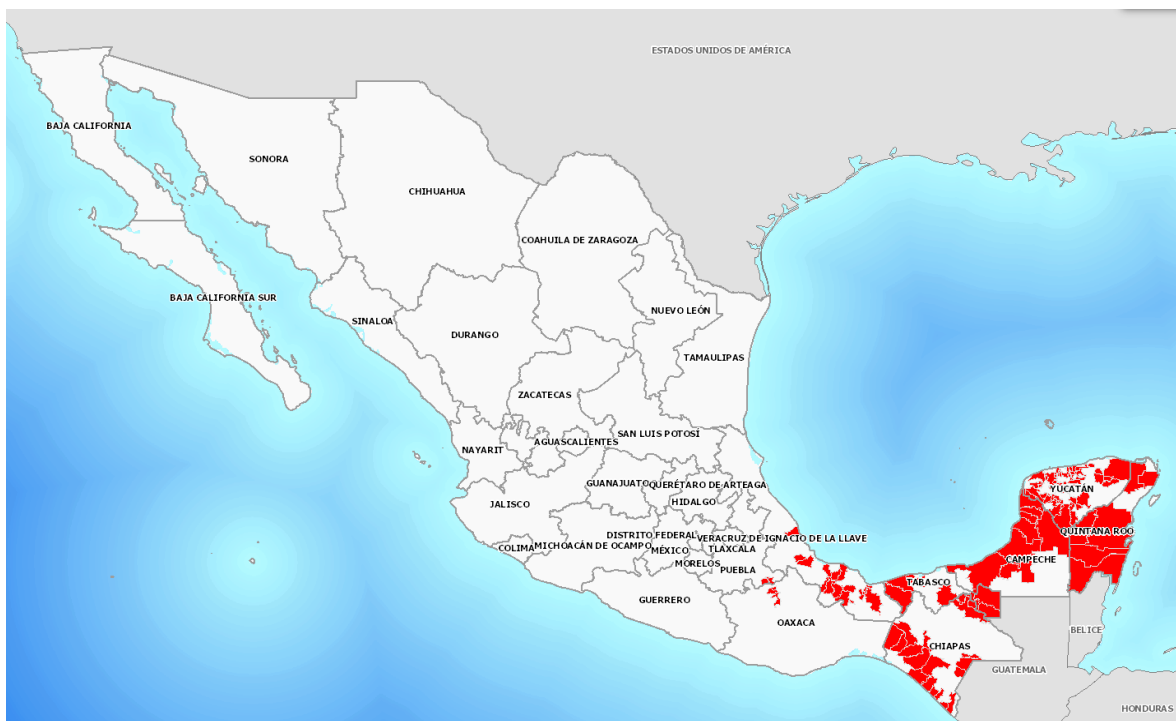 ESTADOS UNIDOS DE AMÉRICA
BAJA CALIFORNIA
SONORA
CHIHUAHUA
COAHUILA DE ZARAGOZA
BAJA CALIFORNIA SUR
SINALOA
NUEVO LEÓN
DURANGO
TAMAULIPAS
ZACATECAS
SAN LUIS POTOSÍ
AGUASCALIENTES
NAYARIT
GUANAJUATO
QUERÉTARO DE ARTEAGA
HIDALGO
JALISCO
YUCATÁN
QUINTANA ROO
DISTRITO FEDERAL
VERACRUZ DE IGNACIO DE LA LLAVE
COLIMA
MICHOACÁN DE OCAMPO
MÉXICO
TLAXCALA
MORELOS
PUEBLA
CAMPECHE
TABASCO
GUERRERO
OAXACA
BELICE
CHIAPAS
GUATEMALA
HONDURAS